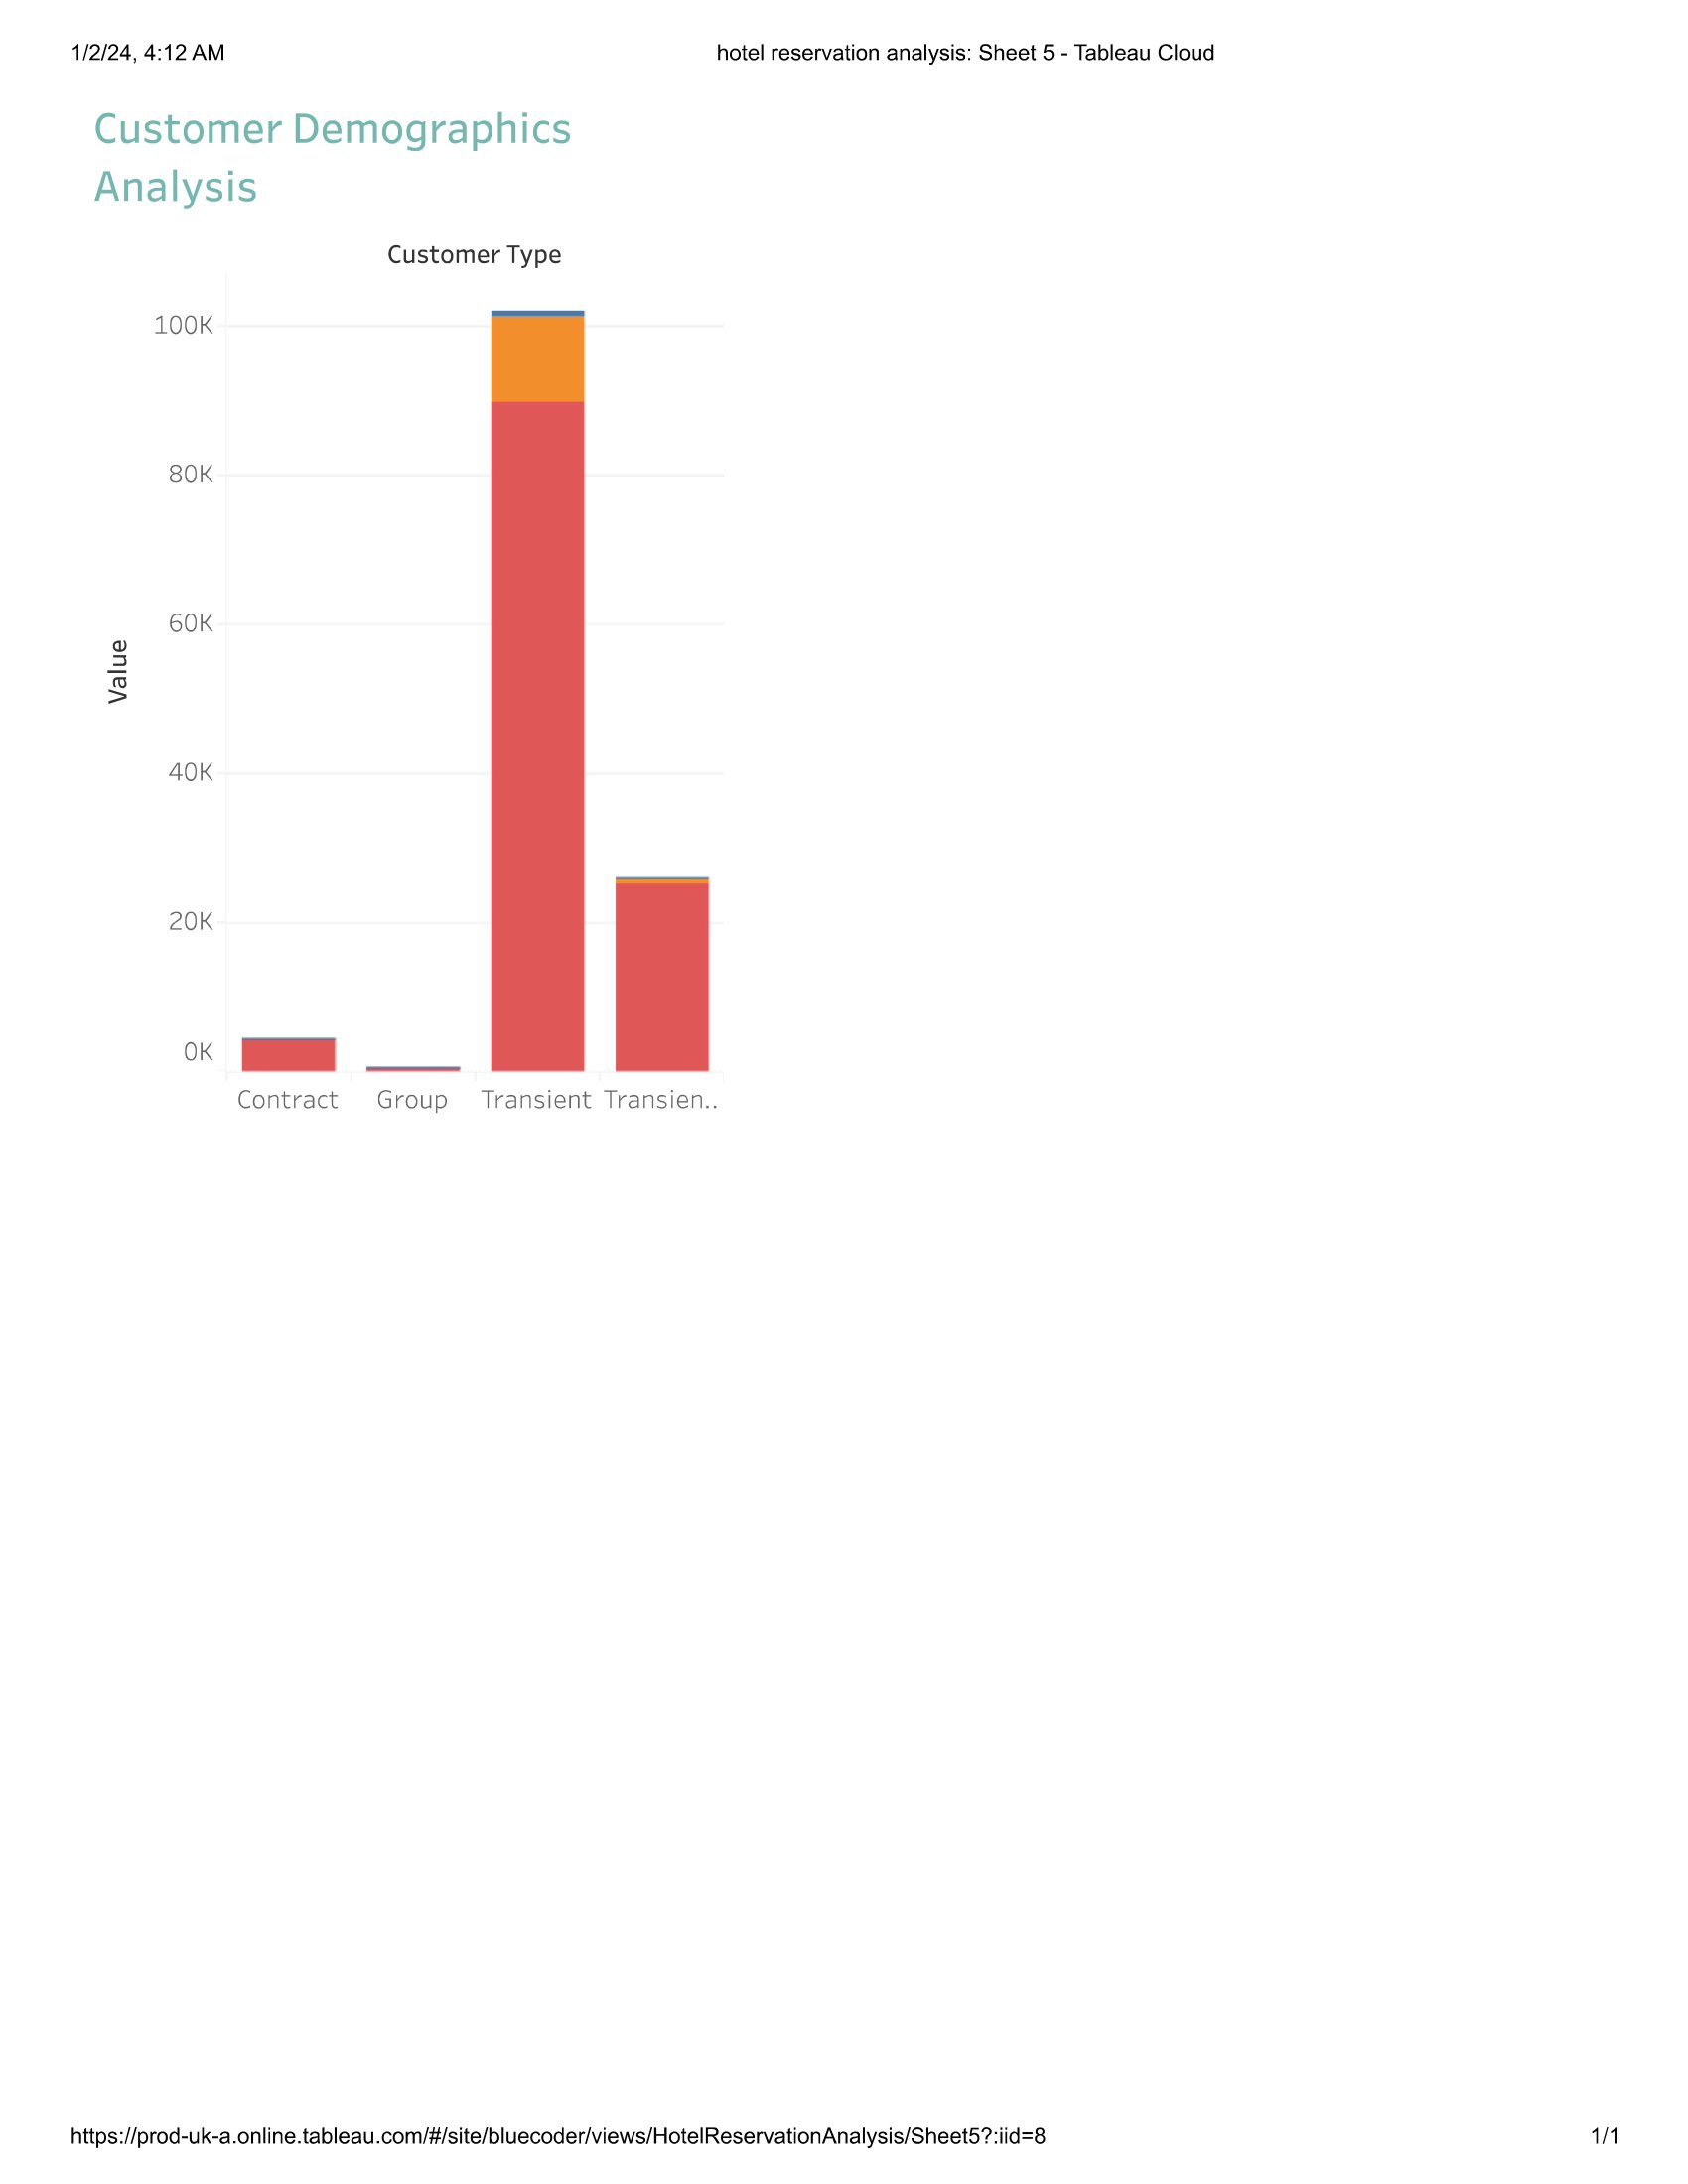 1/2/24, 4:12 AM
hotel reservation analysis: Sheet 5 - Tableau Cloud
Customer Demographics
Analysis
Customer Type
100K
80K
60K
40K
20K
0K
Value
Contract
Group
Transient
Transien..
https://prod-uk-a.online.tableau.com/#/site/bluecoder/views/HotelReservationAnalysis/Sheet5?:iid=8
1/1